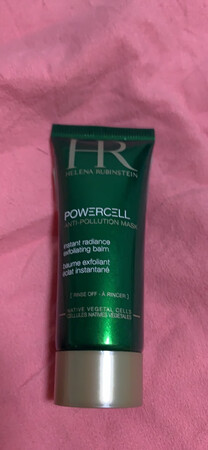 HR
HELENA RUBINSTEIN
POWERCELL
ANTI-POLLUTION MASK
instant radiance
exfoliating balm
baume exfoliant
éclat instantané
[ RINSE OFF - À RINCER ]
NATIVE VEGETAL CELLS
CELLULES NATIVES VÉGÉTALES